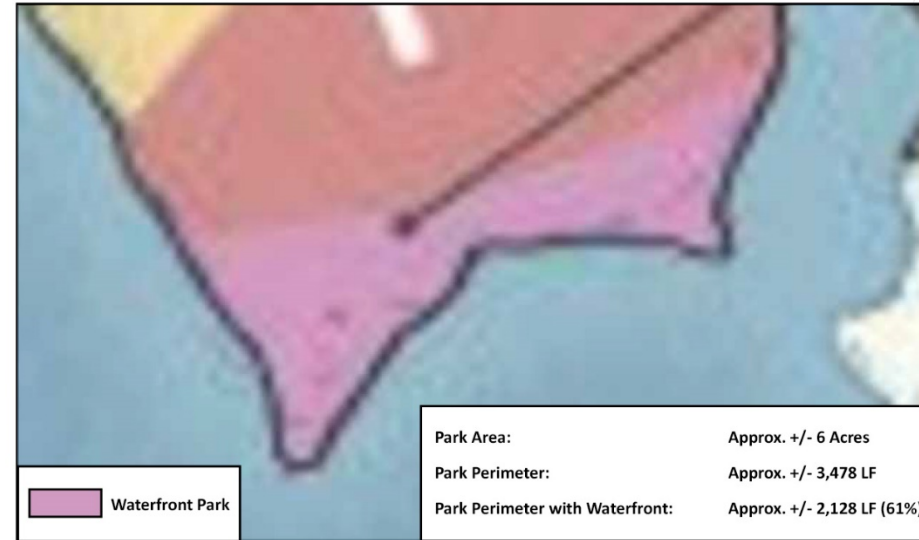 Park Area: Approx. +/- 6 Acres
Park Perimeter: Approx. +/- 3,478 LF
Waterfront Park
Park Perimeter with Waterfront: Approx. +/- 2,128 LF (61%)